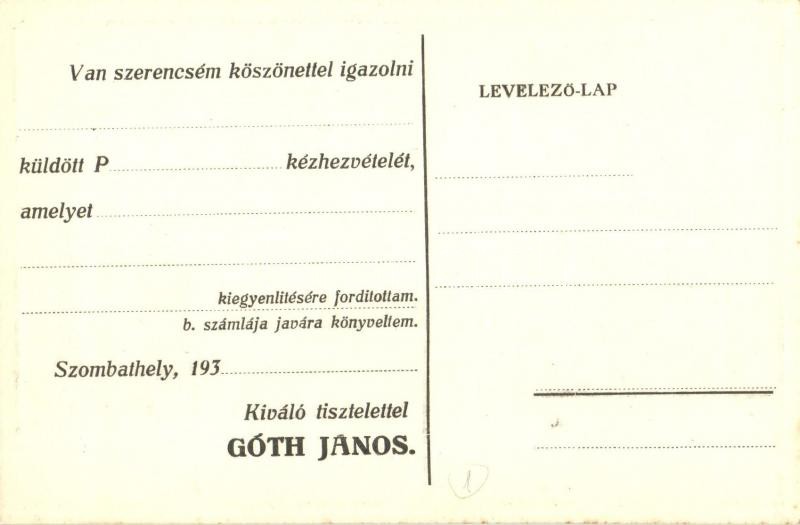 Van szerencsém köszönettel igazolni
küldött P kézhezvételét,
amelyet
kiegyenlitésére forditottam.
b. számlája javára könyveltem.
Szombathely, 193
Kiváló tisztelettel
GÓTH JÁNOS.
LEVELEZŐ-LAP
1